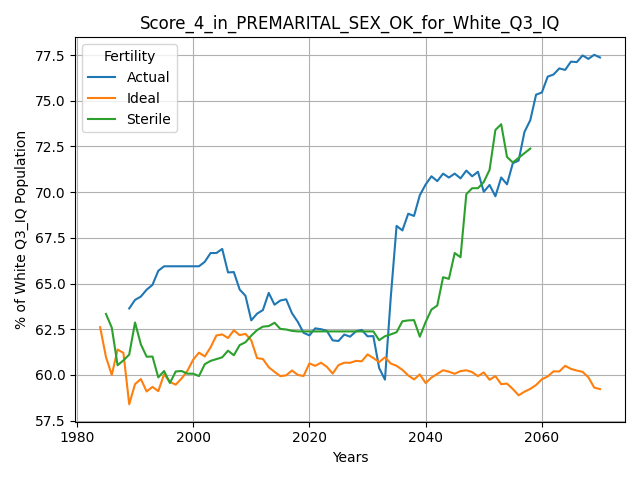 Score_4_in_PREMARITAL_SEX_OK_for_White_Q3_IQ
Fertility
Actual
Ideal
Sterile
% of White Q3_IQ Population
77.5
75.0
72.5
70.0
67.5
65.0
62.5
60.0
57.5
1980
2000
2020
2040
2060
Years